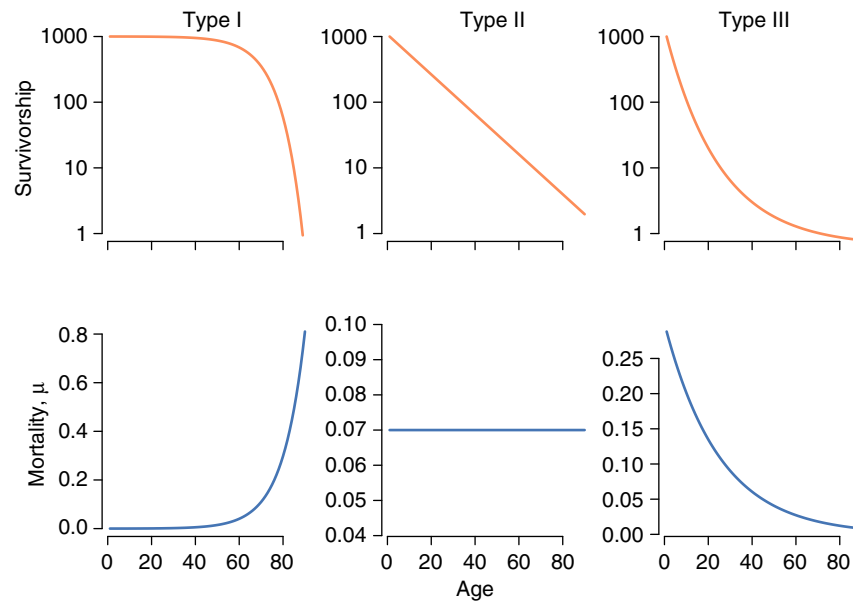 Type I Type II Type III
Survivorship
1000 1000 1000
100 100 100
10 10 10
1 1 1
Mortality, μ
0.8 0.10 0.25
0.6 0.09 0.20
0.4 0.08 0.15
0.2 0.07 0.10
0.0 0.06 0.05
0.05 0.00
0.04
0 20 40 60 80 0 20 40 60 80 0 20 40 60 80
Age